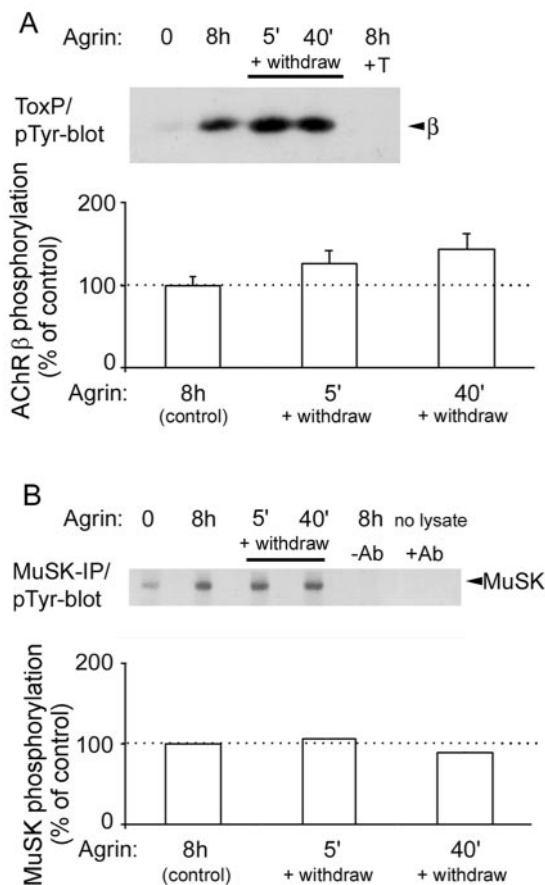 A
Agrin: 0 8h 5' 40' 8h
+ withdraw +T
ToxP/
pTyr-blot
◄β
AChR β phosphorylation
(% of control)
200
100
0
Agrin: 8h 5' 40'
(control) + withdraw + withdraw
B
Agrin: 0 8h 5' 40' 8h no lysate
+ withdraw -Ab +Ab
MuSK-IP/
pTyr-blot
◄MuSK
MuSK phosphorylation
(% of control)
200
100
0
Agrin: 8h 5' 40'
(control) + withdraw + withdraw